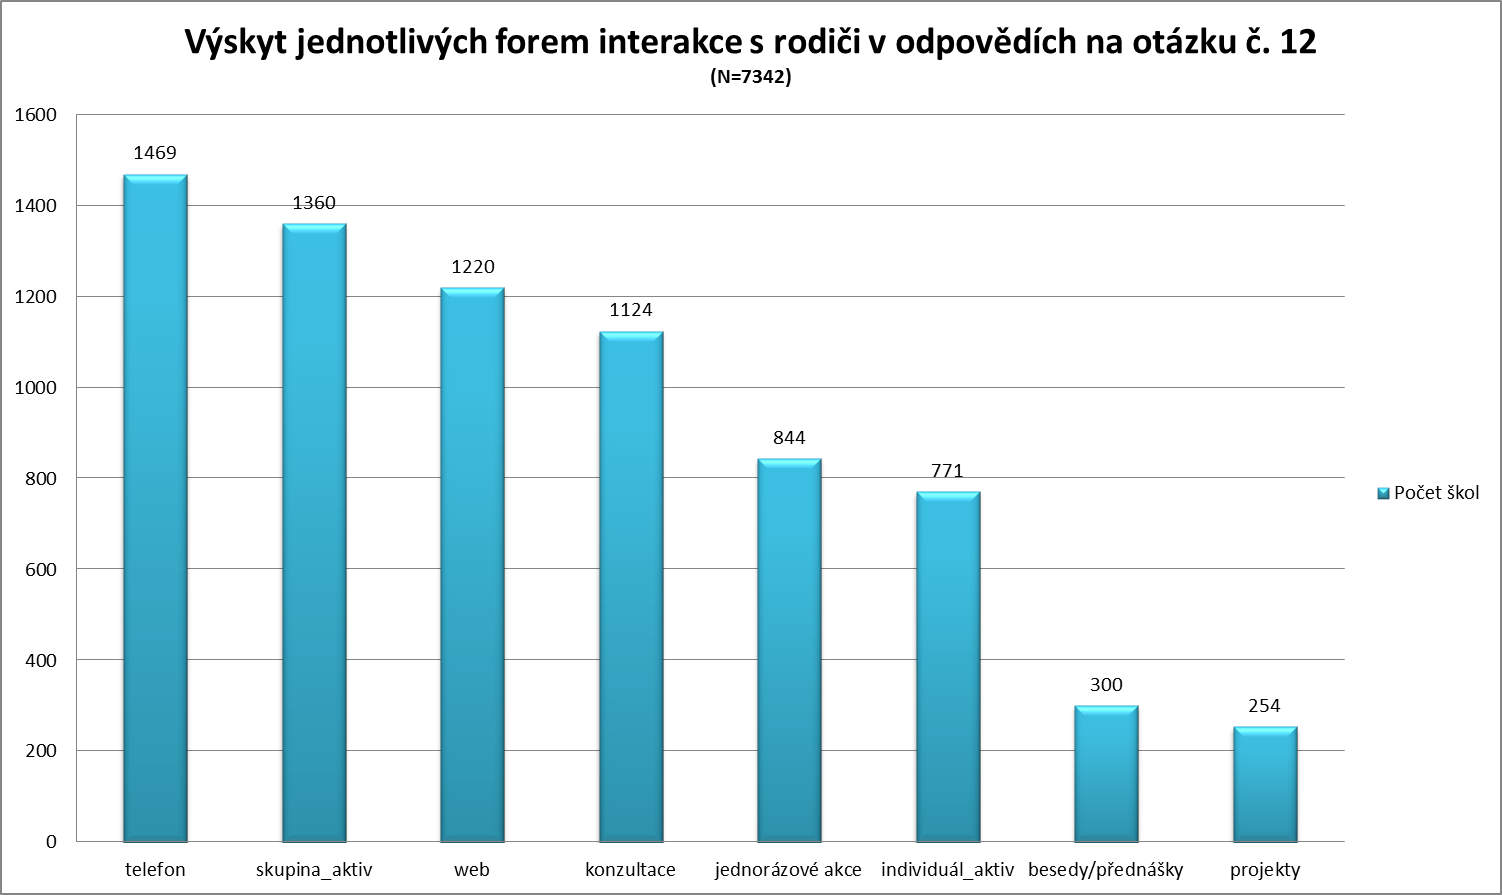 Výskyt jednotlivých forem interakce s rodiči v odpovědích na otázku č. 12
(N=7342)
1600
1400
1200
1000
800
600
400
200
0
1469
1360
1220
1124
844
771
300
254
telefon
skupina_aktiv
web
konzultace
jednorázové akce
individuál_aktiv
besedy/přednášky
projekty
Počet škol